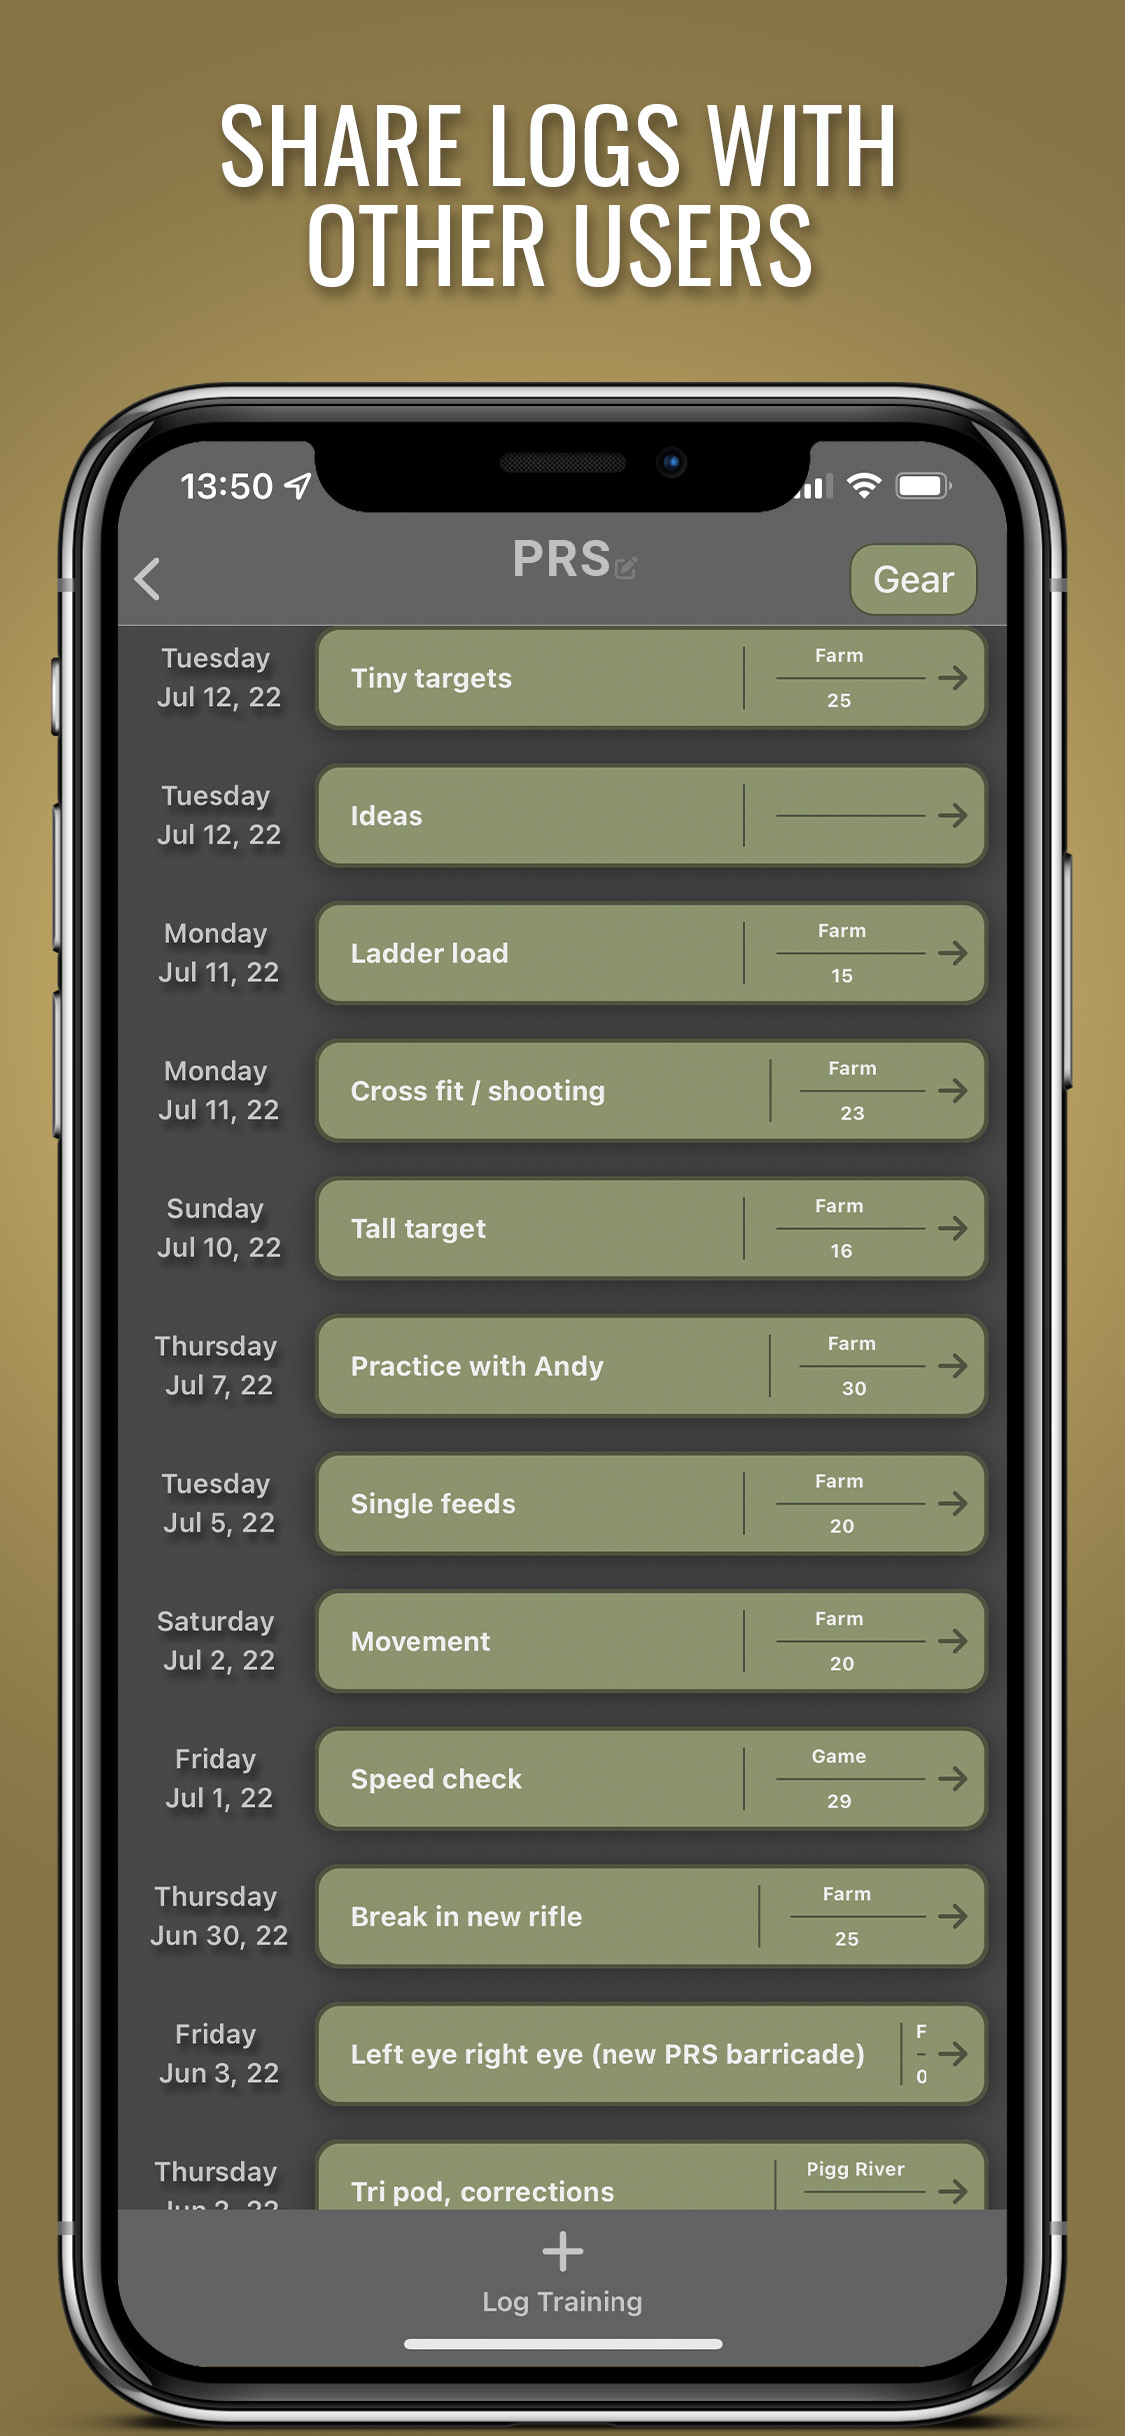 SHARE LOGS WITH
OTHER USERS
13:50
PRS
Gear
Tuesday
Jul 12, 22
Tiny targets
Farm
25
Tuesday
Jul 12, 22
Ideas
Monday
Jul 11, 22
Ladder load
Farm
15
Monday
Jul 11, 22
Cross fit / shooting
Farm
23
Sunday
Jul 10, 22
Tall target
Farm
16
Thursday
Jul 7, 22
Practice with Andy
Farm
30
Tuesday
Jul 5, 22
Single feeds
Farm
20
Saturday
Jul 2, 22
Movement
Farm
20
Friday
Jul 1, 22
Speed check
Game
29
Thursday
Jun 30, 22
Break in new rifle
Farm
25
Friday
Jun 3, 22
Left eye right eye (new PRS barricade)
F
0
Thursday
Tri pod, corrections
Pigg River
Log Training